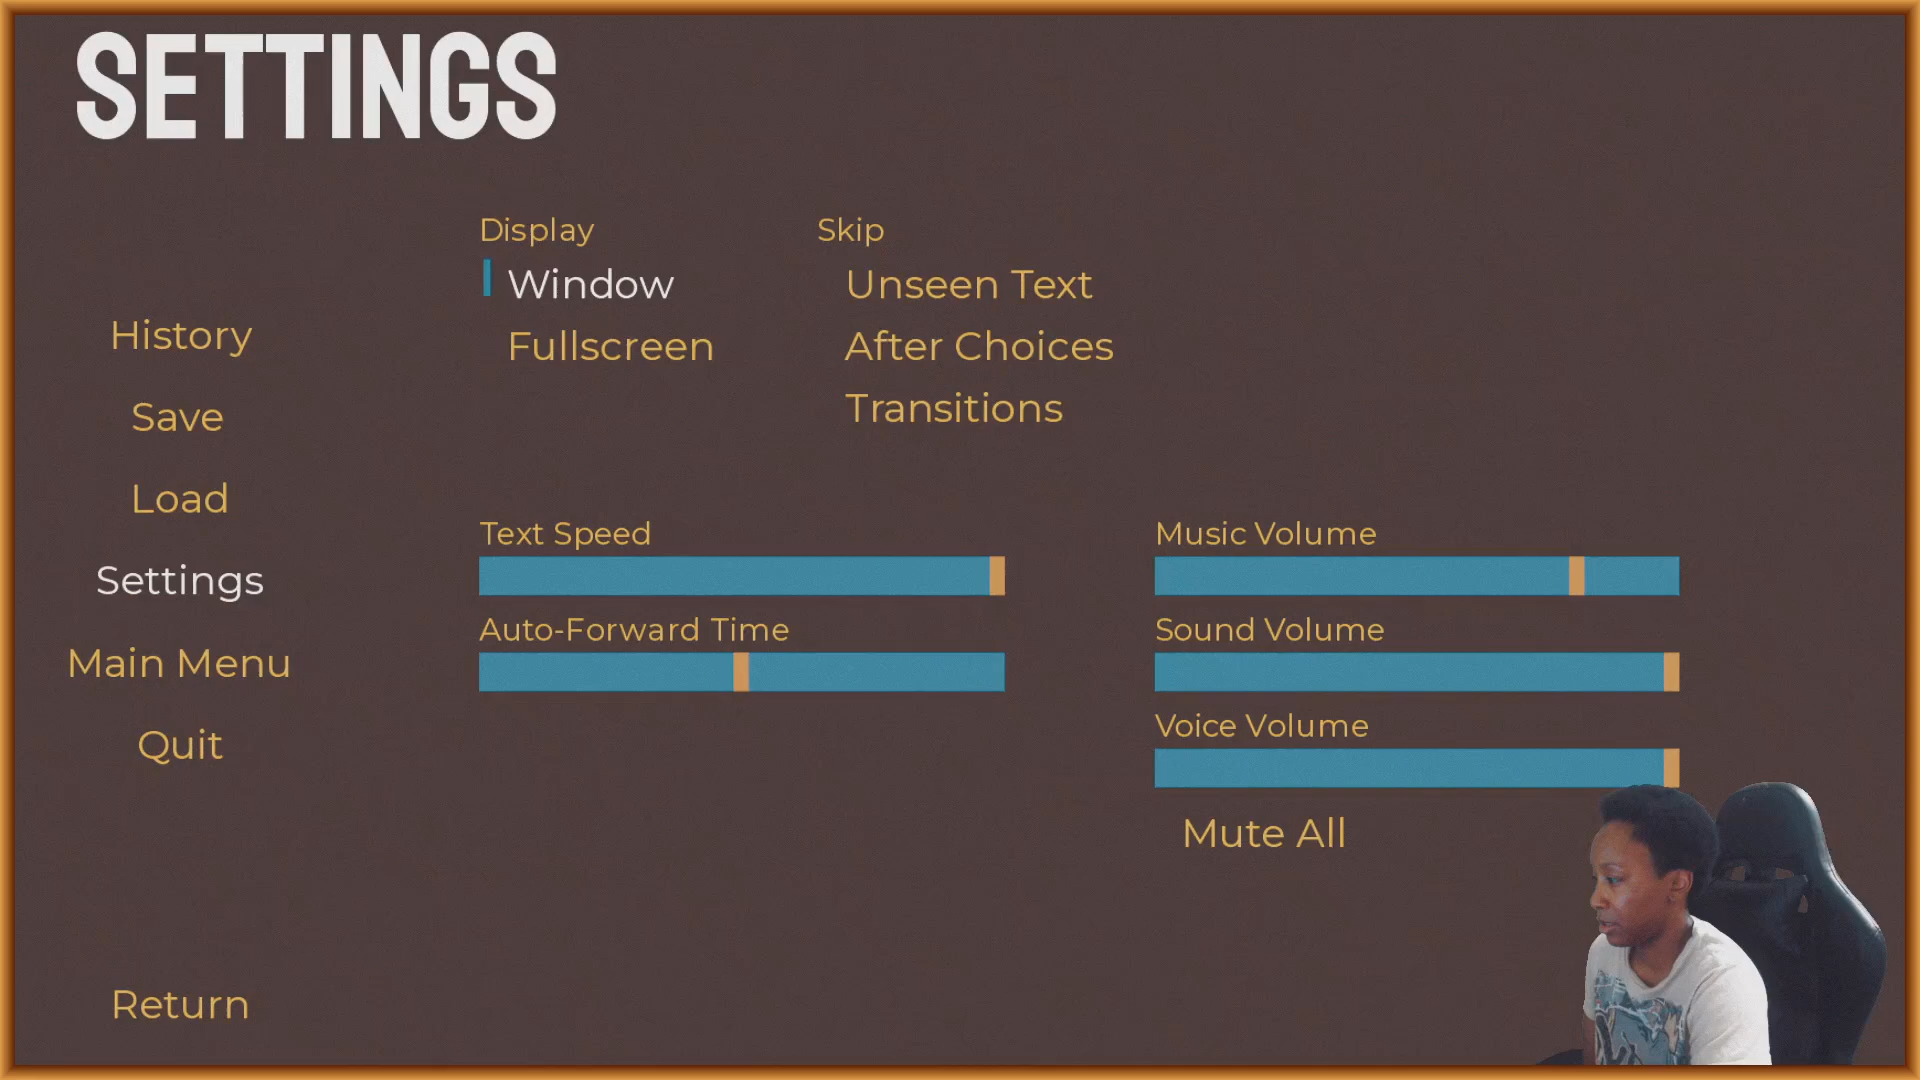 SETTINGS
Display
Window
Fullscreen
Skip
Unseen Text
After Choices
Transitions
History
Save
Load
Settings
Main Menu
Quit
Return
Text Speed
Auto-Forward Time
Music Volume
Sound Volume
Voice Volume
Mute All